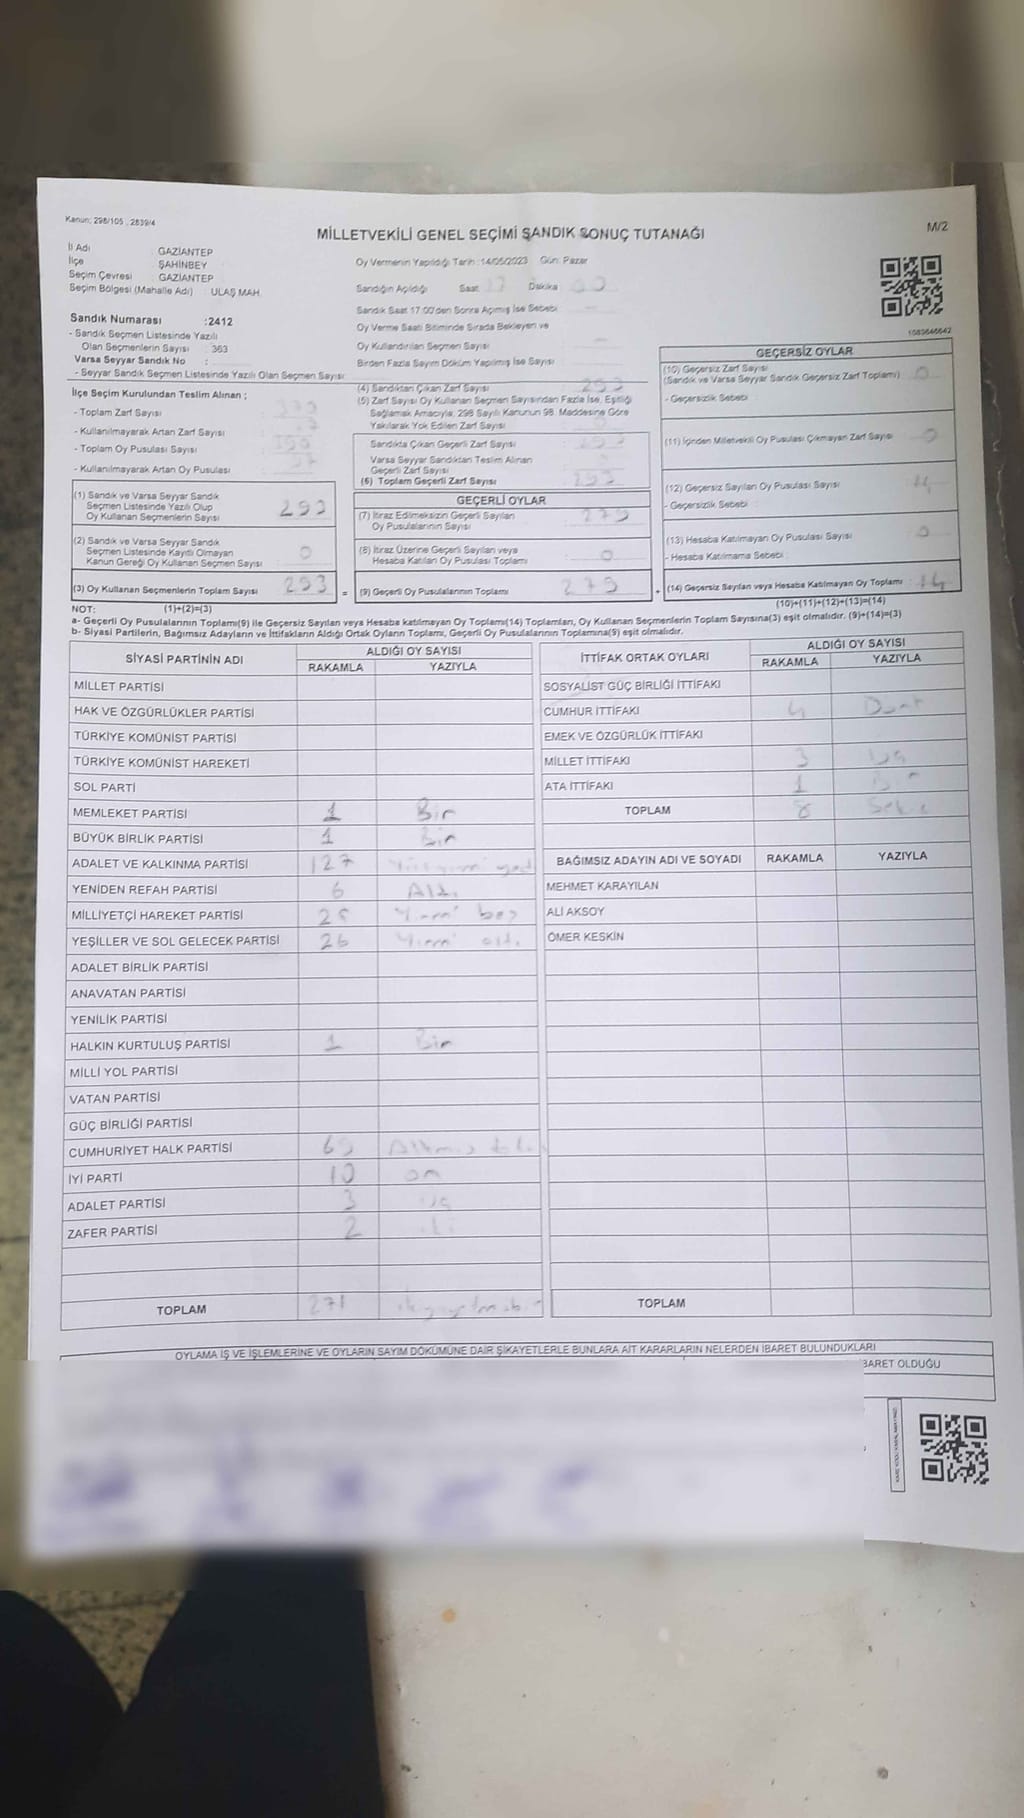 Kanun: 298/105 , 2839/4
M/2
MİLLETVEKİLİ GENEL SEÇİMİ SANDIK SONUÇ TUTANAĞI
İl Adı GAZİANTEP
İlçe ŞAHİNBEY
Seçim Çevresi GAZİANTEP
Seçim Bölgesi (Mahalle Adı) : ULAŞ MAH.
Sandık Numarası :2412
- Sandık Seçmen Listesinde Yazılı
Olan Seçmenlerin Sayısı : 363
Varsa Seyyar Sandık No :
- Seyyar Sandık Seçmen Listesinde Yazılı Olan Seçmen Sayısı:
Oy Vermenin Yapıldığı Tarih :14/05/2023 Gün: Pazar
Sandığın Açıldığı Saat 17 Dakika
Sandık Saat 17:00'den Sonra Açımış İse Sebebi
Oy Verme Saati Bitiminde Sırada Bekleyen ve
Oy Kullandırılan Seçmen Sayısı
Birden Fazla Sayım Döküm Yapılmış İse Sayısı
1083646642
İlçe Seçim Kurulundan Teslim Alınan ;
- Toplam Zarf Sayısı
- Kullanılmayarak Artan Zarf Sayısı
- Toplam Oy Pusulası Sayısı
- Kullanılmayarak Artan Oy Pusulası
(1) Sandık ve Varsa Seyyar Sandık
Seçmen Listesinde Yazılı Olup
Oy Kullanan Seçmenlerin Sayısı 293
(2) Sandık ve Varsa Seyyar Sandık
Seçmen Listesinde Kayıtlı Olmayan
Kanun Gereği Oy Kullanan Seçmen Sayısı 0
(3) Oy Kullanan Seçmenlerin Toplam Sayısı 293 =
(4) Sandıktan Çıkan Zarf Sayısı 293
(5) Zarf Sayısı Oy Kullanan Seçmen Sayısından Fazla İse, Eşitliği
Sağlamak Amacıyla; 298 Sayılı Kanunun 98. Maddesine Göre
Yakılarak Yok Edilen Zarf Sayısı
Sandıkta Çıkan Geçerli Zarf Sayısı 293
Varsa Seyyar Sandıktan Teslim Alınan
Geçerli Zarf Sayısı
(6) Toplam Geçerli Zarf Sayısı 293
GEÇERLİ OYLAR
(7) İtiraz Edilmeksizin Geçerli Sayılan
Oy Pusulalarının Sayısı 279
(8) İtiraz Üzerine Geçerli Sayılan veya
Hesaba Katılan Oy Pusulası Toplamı 0
(9) Geçerli Oy Pusulalarının Toplamı 279 +
GEÇERSİZ OYLAR
(10) Geçersiz Zarf Sayısı 0
(Sandık ve Varsa Seyyar Sandık Geçersiz Zarf Toplamı)
- Geçersizlik Sebebi :
(11) İçinden Milletvekili Oy Pusulası Çıkmayan Zarf Sayısı 0
(12) Geçersiz Sayılan Oy Pusulası Sayısı 14
- Geçersizlik Sebebi :
(13) Hesaba Katılmayan Oy Pusulası Sayısı 0
- Hesaba Katılmama Sebebi :
(14) Geçersiz Sayılan veya Hesaba Katılmayan Oy Toplamı : 14
NOT: (1)+(2)=(3)
(10)+(11)+(12)+(13)=(14)
a- Geçerli Oy Pusulalarının Toplamı(9) ile Geçersiz Sayılan veya Hesaba katılmayan Oy Toplamı(14) Toplamları, Oy Kullanan Seçmenlerin Toplam Sayısına(3) eşit olmalıdır. (9)+(14)=(3)
b- Siyasi Partilerin, Bağımsız Adayların ve İttifakların Aldığı Ortak Oyların Toplamı, Geçerli Oy Pusulalarının Toplamına(9) eşit olmalıdır.
SİYASİ PARTİNİN ADI
ALDIĞI OY SAYISI
RAKAMLA YAZIYLA
MİLLET PARTİSİ
HAK VE ÖZGÜRLÜKLER PARTİSİ
TÜRKİYE KOMÜNİST PARTİSİ
TÜRKİYE KOMÜNİST HAREKETİ
SOL PARTİ
MEMLEKET PARTİSİ 1 Bir
BÜYÜK BİRLİK PARTİSİ 1 Bir
ADALET VE KALKINMA PARTİSİ 127
YENİDEN REFAH PARTİSİ 6 Altı
MİLLİYETÇİ HAREKET PARTİSİ 25 Yirmi beş
YEŞİLLER VE SOL GELECEK PARTİSİ 26 Yirmi altı
ADALET BİRLİK PARTİSİ
ANAVATAN PARTİSİ
YENİLİK PARTİSİ
HALKIN KURTULUŞ PARTİSİ 1 Bir
MİLLİ YOL PARTİSİ
VATAN PARTİSİ
GÜÇ BİRLİĞİ PARTİSİ
CUMHURİYET HALK PARTİSİ 69
İYİ PARTİ 10 on
ADALET PARTİSİ 3 üç
ZAFER PARTİSİ 2 iki
TOPLAM 271
İTTİFAK ORTAK OYLARI
ALDIĞI OY SAYISI
RAKAMLA YAZIYLA
SOSYALİST GÜÇ BİRLİĞİ İTTİFAKI
CUMHUR İTTİFAKI 4 Dört
EMEK VE ÖZGÜRLÜK İTTİFAKI
MİLLET İTTİFAKI 3 Üç
ATA İTTİFAKI 1 Bir
TOPLAM 8 Sekiz
BAĞIMSIZ ADAYIN ADI VE SOYADI RAKAMLA YAZIYLA
MEHMET KARAYILAN
ALİ AKSOY
ÖMER KESKİN
TOPLAM
OYLAMA İŞ VE İŞLEMLERİNE VE OYLARIN SAYIM DÖKÜMÜNE DAİR ŞİKAYETLERLE BUNLARA AİT KARARLARIN NELERDEN İBARET BULUNDUKLARI
BARET OLDUĞU